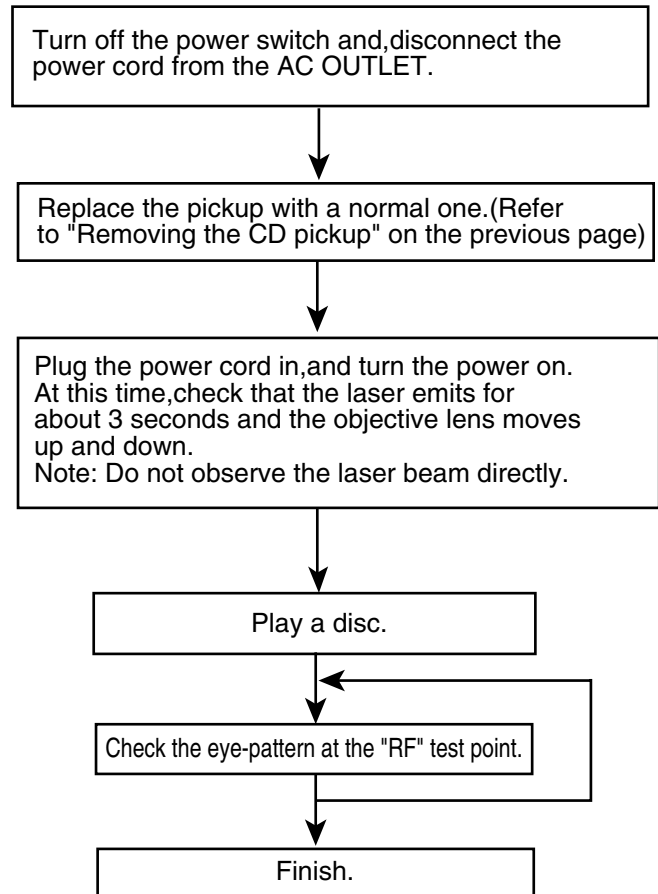 Turn off the power switch and,disconnect the
power cord from the AC OUTLET.
Replace the pickup with a normal one.(Refer
to "Removing the CD pickup" on the previous page)
Plug the power cord in,and turn the power on.
At this time,check that the laser emits for
about 3 seconds and the objective lens moves
up and down.
Note: Do not observe the laser beam directly.
Play a disc.
Check the eye-pattern at the "RF" test point.
Finish.